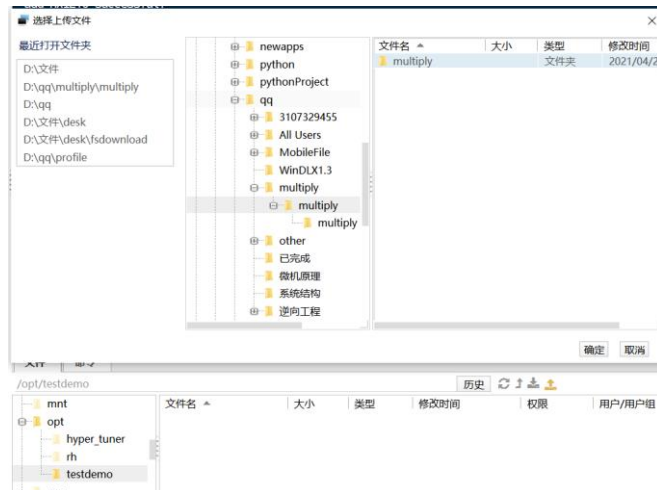 选择上传文件
最近打开文件夹
D:\文件
D:\qq\multiply\multiply
D:\qq
D:\文件\desk
D:\文件\desk\fsdownload
D:\qq\profile
newapps
python
pythonProject
qq
3107329455
All Users
MobileFile
WinDLX1.3
multiply
multiply
multiply
other
已完成
微机原理
系统结构
逆向工程
文件名 大小 类型 修改时间
multiply 文件夹 2021/04/2
确定 取消
文件 命令
/opt/testdemo 历史
mnt
opt
hyper_tuner
rh
testdemo
文件名 大小 类型 修改时间 权限 用户/用户组